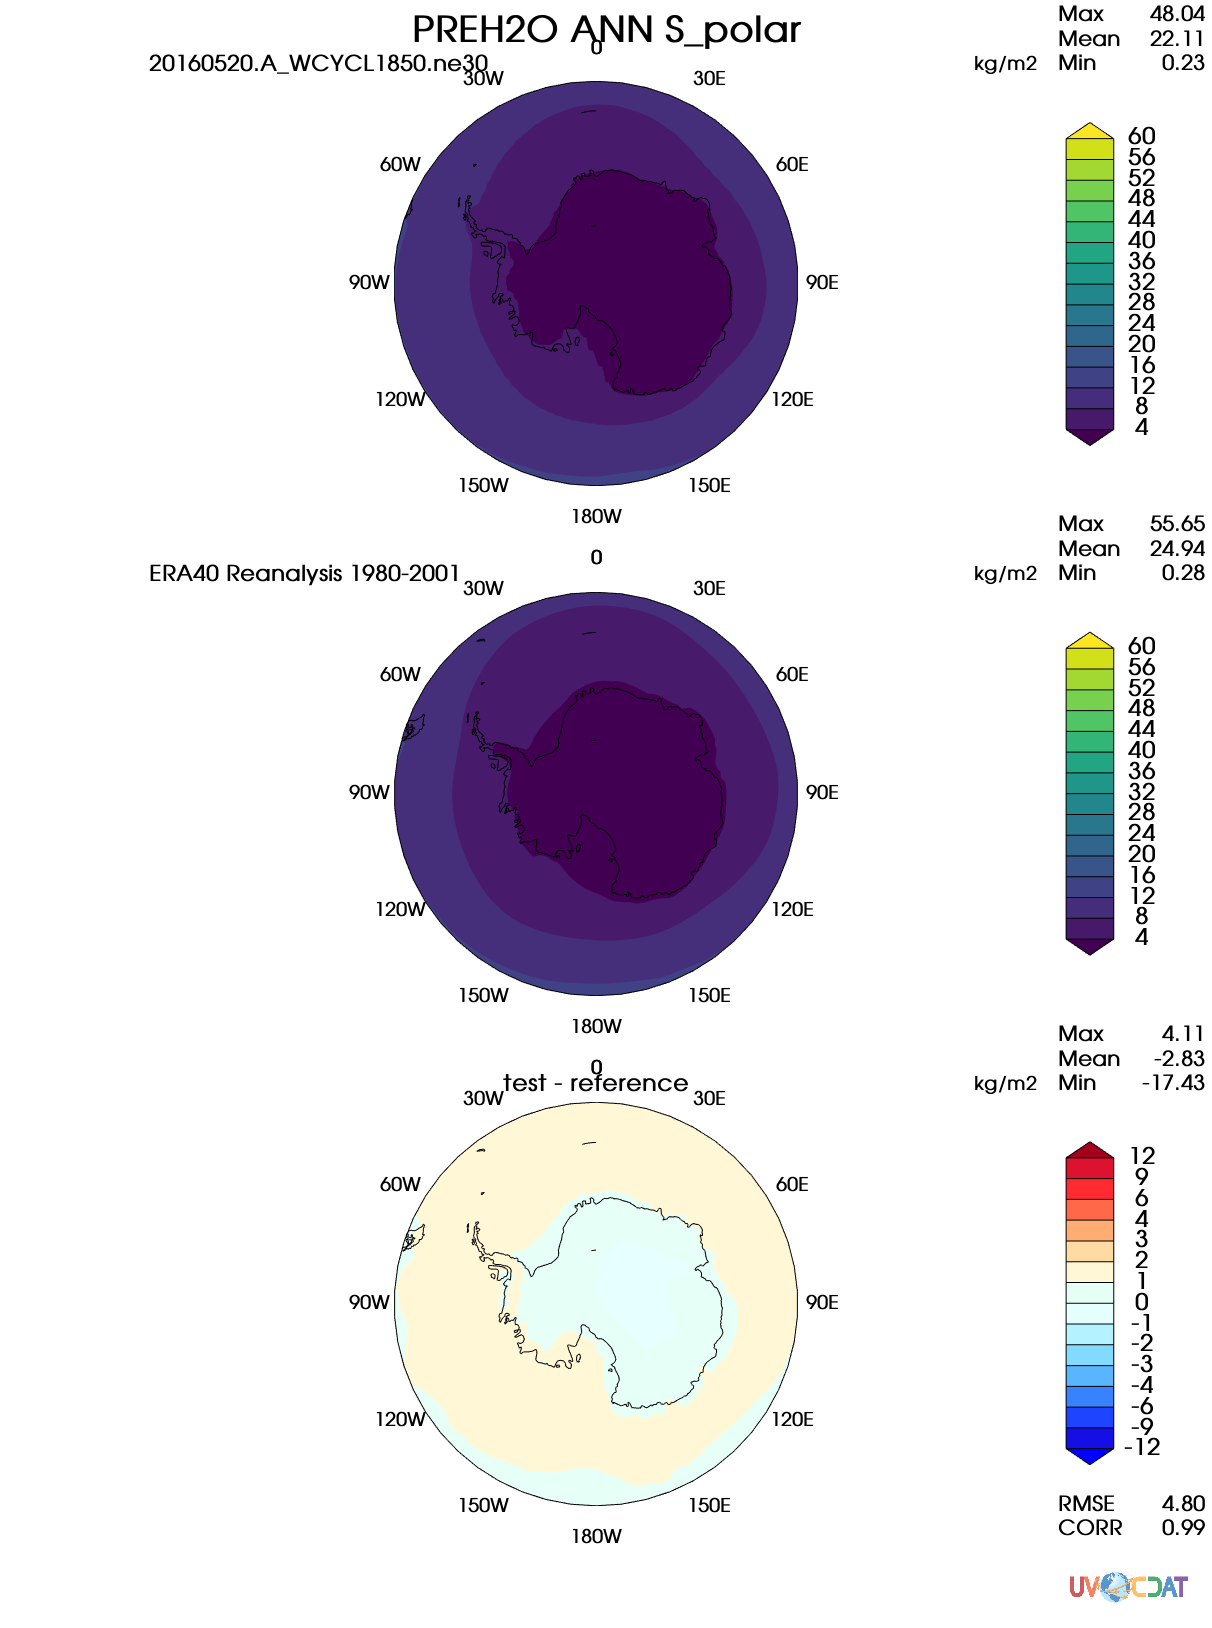 PREH2O ANN S_polar
20160520.A_WCYCL1850.ne30
kg/m2
Max 48.04
Mean 22.11
Min 0.23
0
30E
60E
90E
120E
150E
180W
150W
120W
90W
60W
30W
60
56
52
48
44
40
36
32
28
24
20
16
12
8
4
ERA40 Reanalysis 1980-2001
kg/m2
Max 55.65
Mean 24.94
Min 0.28
0
30E
60E
90E
120E
150E
180W
150W
120W
90W
60W
30W
60
56
52
48
44
40
36
32
28
24
20
16
12
8
4
test - reference
kg/m2
Max 4.11
Mean -2.83
Min -17.43
0
30E
60E
90E
120E
150E
180W
150W
120W
90W
60W
30W
12
9
6
4
3
2
1
0
-1
-2
-3
-4
-6
-9
-12
RMSE 4.80
CORR 0.99
UV CDAT